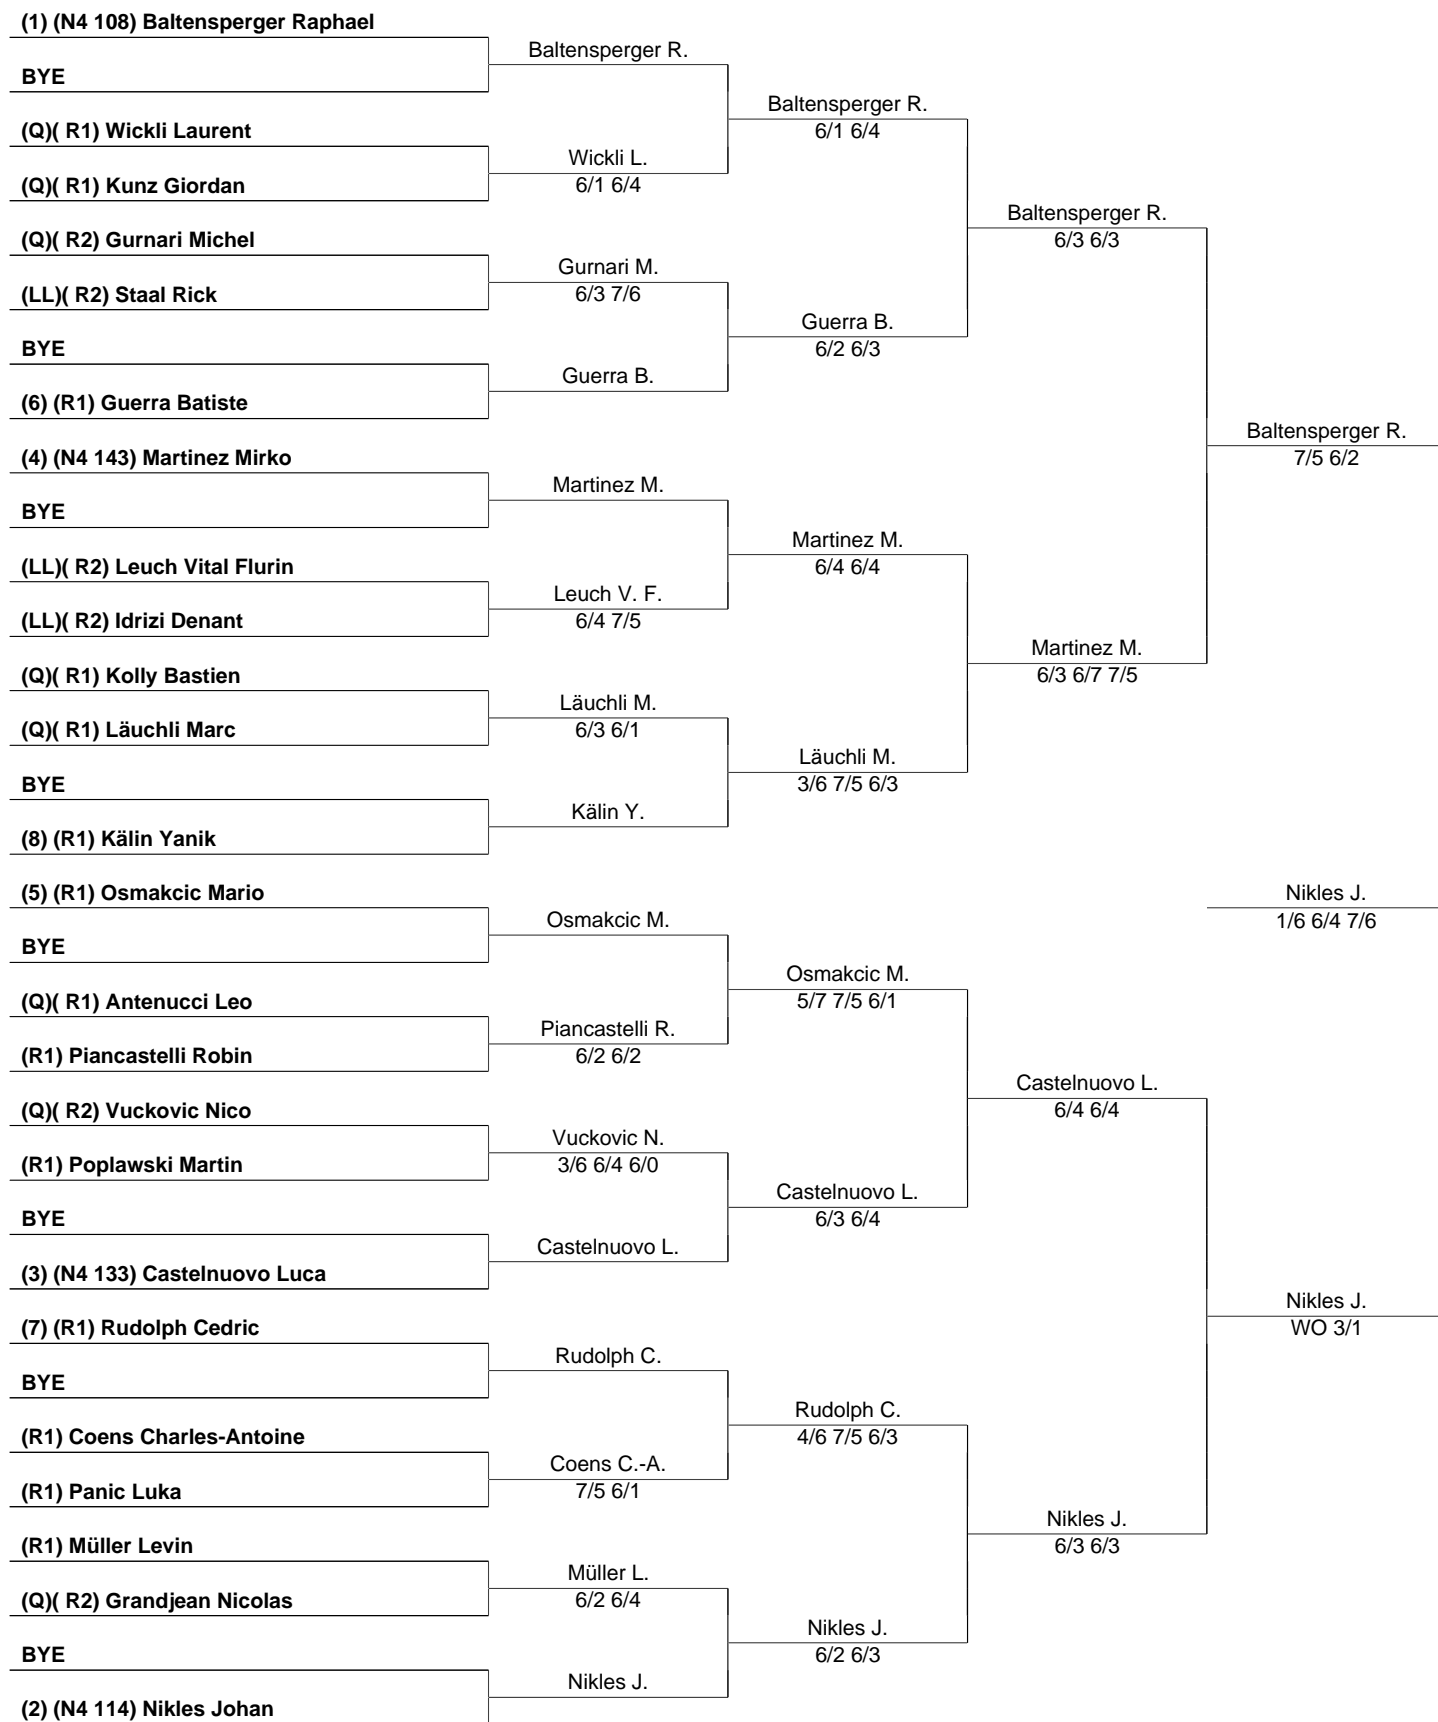 (1) (N4 108) Baltensperger Raphael
Baltensperger R.
BYE
Baltensperger R.
6/1 6/4
(Q)( R1) Wickli Laurent
Wickli L.
6/1 6/4
(Q)( R1) Kunz Giordan
Baltensperger R.
6/3 6/3
(Q)( R2) Gurnari Michel
Gurnari M.
6/3 7/6
(LL)( R2) Staal Rick
Guerra B.
6/2 6/3
BYE
Guerra B.
(6) (R1) Guerra Batiste
Baltensperger R.
7/5 6/2
(4) (N4 143) Martinez Mirko
Martinez M.
BYE
Martinez M.
6/4 6/4
(LL)( R2) Leuch Vital Flurin
Leuch V. F.
6/4 7/5
(LL)( R2) Idrizi Denant
Martinez M.
6/3 6/7 7/5
(Q)( R1) Kolly Bastien
Läuchli M.
6/3 6/1
(Q)( R1) Läuchli Marc
Läuchli M.
3/6 7/5 6/3
BYE
Kälin Y.
(8) (R1) Kälin Yanik
(5) (R1) Osmakcic Mario
Nikles J.
1/6 6/4 7/6
Osmakcic M.
BYE
Osmakcic M.
5/7 7/5 6/1
(Q)( R1) Antenucci Leo
Piancastelli R.
6/2 6/2
(R1) Piancastelli Robin
Castelnuovo L.
6/4 6/4
(Q)( R2) Vuckovic Nico
Vuckovic N.
3/6 6/4 6/0
(R1) Poplawski Martin
Castelnuovo L.
6/3 6/4
BYE
Castelnuovo L.
(3) (N4 133) Castelnuovo Luca
Nikles J.
WO 3/1
(7) (R1) Rudolph Cedric
Rudolph C.
BYE
Rudolph C.
4/6 7/5 6/3
(R1) Coens Charles-Antoine
Coens C.-A.
7/5 6/1
(R1) Panic Luka
Nikles J.
6/3 6/3
(R1) Müller Levin
Müller L.
6/2 6/4
(Q)( R2) Grandjean Nicolas
Nikles J.
6/2 6/3
BYE
Nikles J.
(2) (N4 114) Nikles Johan